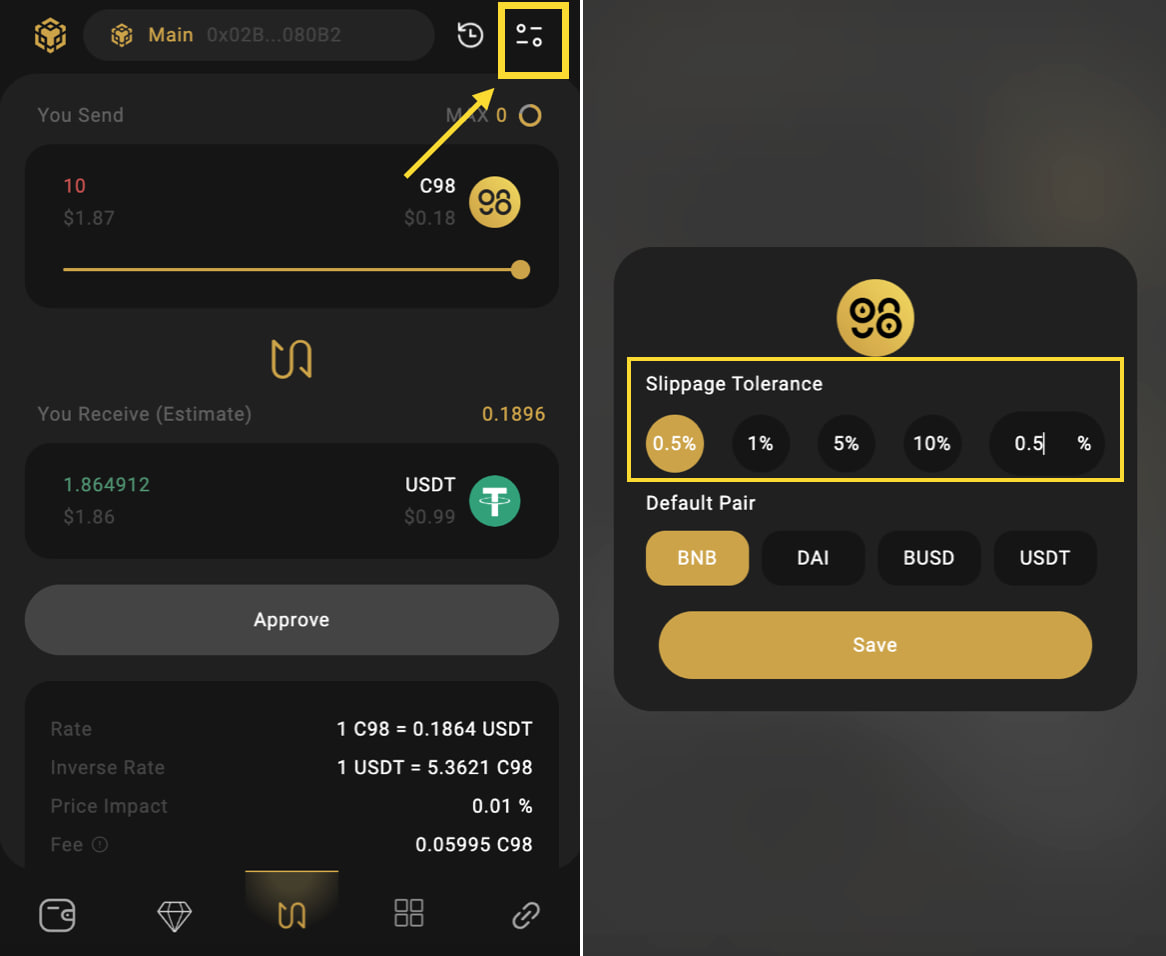 Main 0x02B...080B2
You Send
MAX 0
10 C98
$1.87 $0.18
You Receive (Estimate) 0.1896
1.864912 USDT
$1.86 $0.99
Approve
Rate 1 C98 = 0.1864 USDT
Inverse Rate 1 USDT = 5.3621 C98
Price Impact 0.01 %
Fee 0.05995 C98
98
Slippage Tolerance
0.5% 1% 5% 10% 0.5 %
Default Pair
BNB DAI BUSD USDT
Save